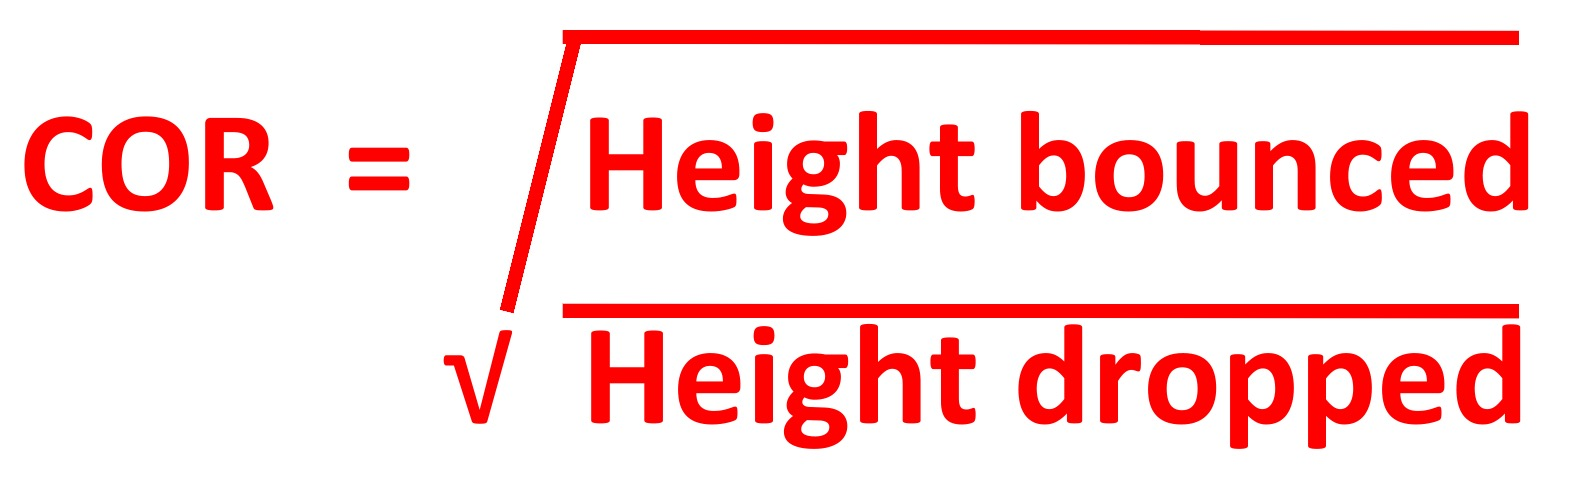 COR = Height bounced
√ Height dropped